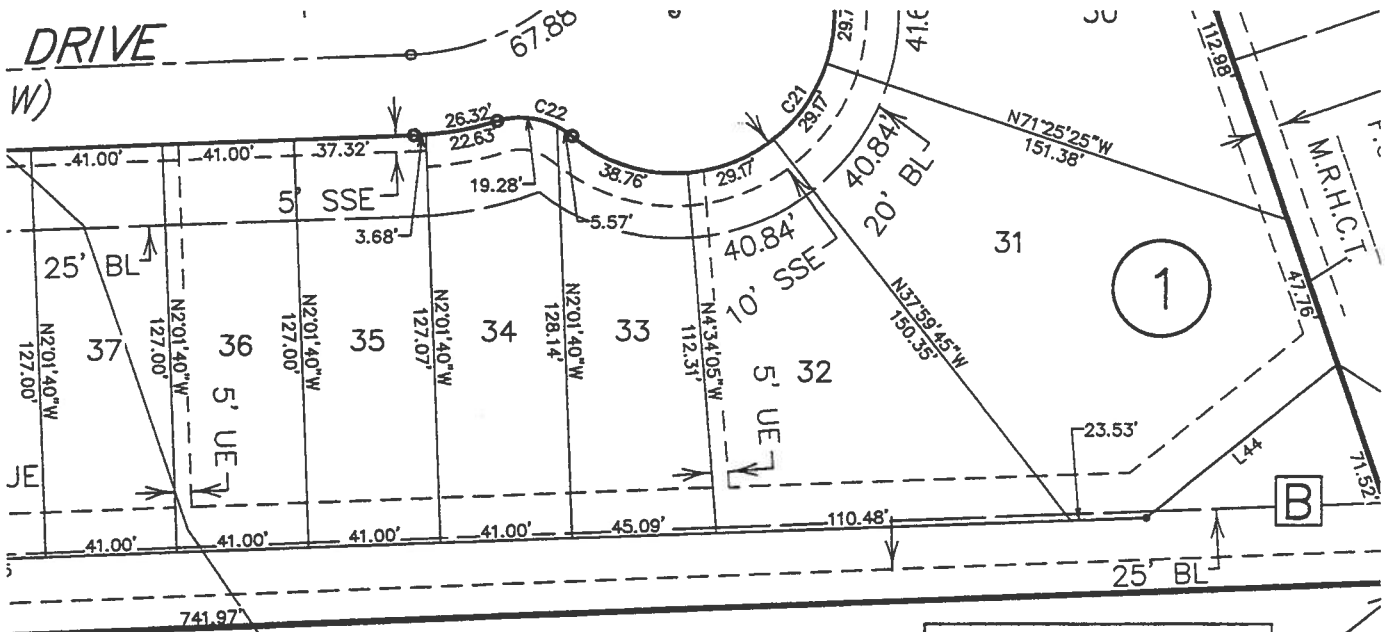 DRIVE
W)
67.88
29.7
41.6
30
112.98'
26.32'
C22
C21
29.17'
22.63'
N71°25'25"W
151.38'
M.R.H.C.T.
41.00'
41.00'
37.32'
5' SSE
19.28'
38.76'
29.17'
40.84'
20' BL
3.68'
5.57'
40.84'
10' SSE
25' BL
31
1
47.76'
N37°59'45"W
150.35'
N2°01'40"W
127.00'
37
N2°01'40"W
127.00'
36
N2°01'40"W
127.00'
35
N2°01'40"W
127.07'
34
N2°01'40"W
128.14'
33
N4°34'05"W
112.31'
32
5' UE
5' UE
23.53'
L44
71.52'
UE
B
41.00'
41.00'
41.00'
41.00'
45.09'
110.48'
25' BL
741.97'